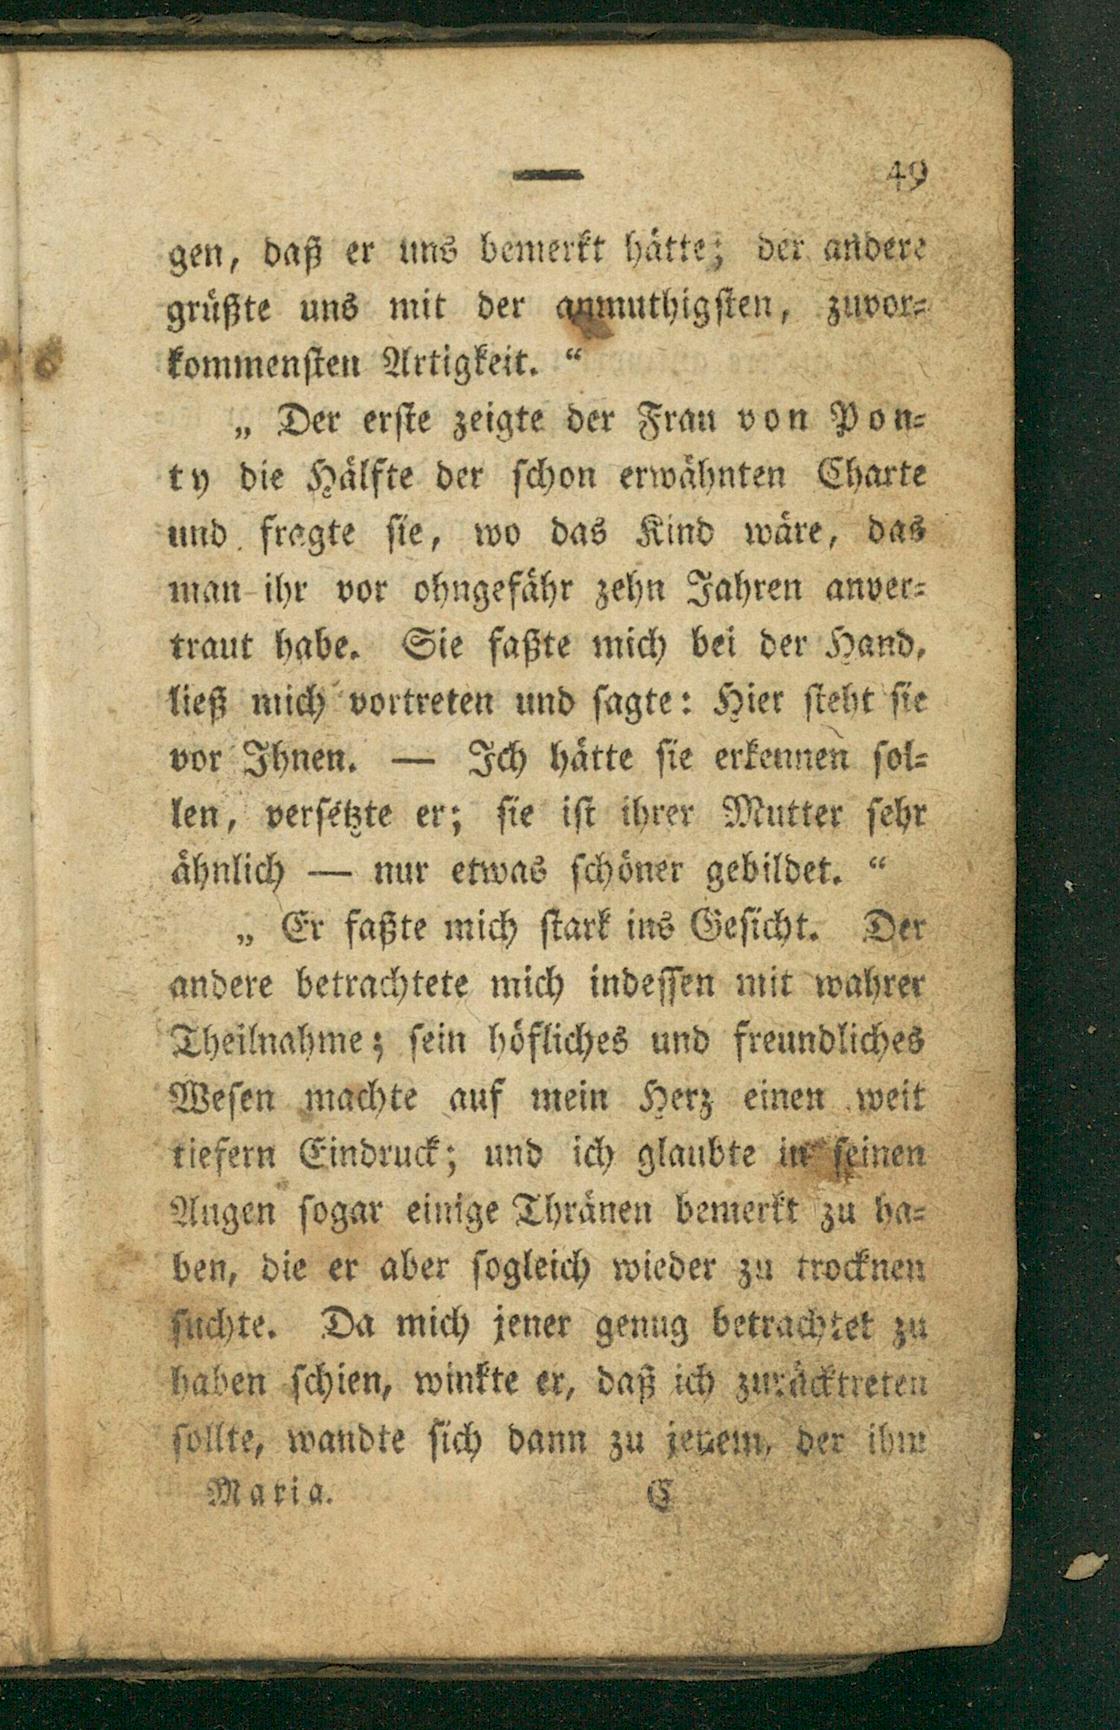 49
gen, daß er uns bemerkt hätte; der andere
grüßte uns mit der anmuthigsten, zuvor-
kommensten Artigkeit. “
„ Der erste zeigte der Frau von Pon-
ty die Hälfte der schon erwähnten Charte
und fragte sie, wo das Kind wäre, das
man ihr vor ohngefähr zehn Jahren anver-
traut habe. Sie faßte mich bei der Hand,
ließ mich vortreten und sagte: Hier steht sie
vor Ihnen. — Ich hätte sie erkennen sol-
len, versetzte er; sie ist ihrer Mutter sehr
ähnlich — nur etwas schöner gebildet. “
„ Er faßte mich stark ins Gesicht. Der
andere betrachtete mich indessen mit wahrer
Theilnahme; sein höfliches und freundliches
Wesen machte auf mein Herz einen weit
tiefern Eindruck; und ich glaubte in seinen
Augen sogar einige Thränen bemerkt zu ha-
ben, die er aber sogleich wieder zu trocknen
suchte. Da mich jener genug betrachtet zu
haben schien, winkte er, daß ich zurücktreten
sollte, wandte sich dann zu jenem, der ihm
Maria. C